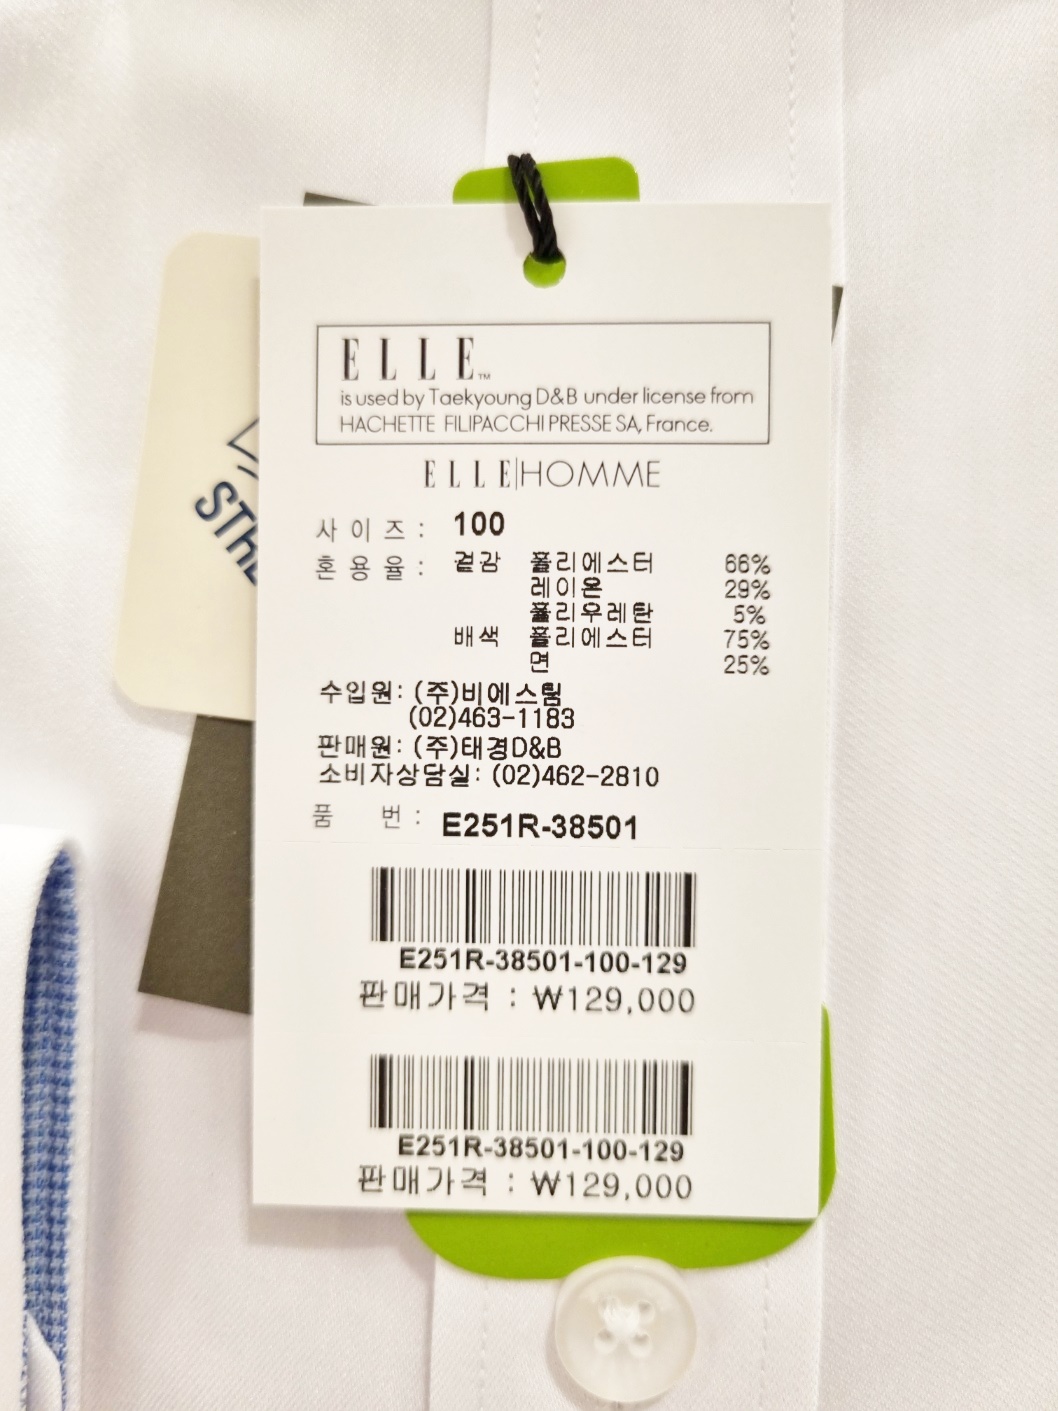 ELLE™
is used by Taekyoung D&B under license from
HACHETTE FILIPACCHI PRESSE SA, France.
ELLE|HOMME
사이즈: 100
혼용율: 겉감 폴리에스터 66%
레이온 29%
폴리우레탄 5%
배색 폴리에스터 75%
면 25%
수입원: (주)비에스팀
(02)463-1183
판매원: (주)태경D&B
소비자상담실: (02)462-2810
품 번: E251R-38501
E251R-38501-100-129
판매가격 : ₩129,000
E251R-38501-100-129
판매가격 : ₩129,000